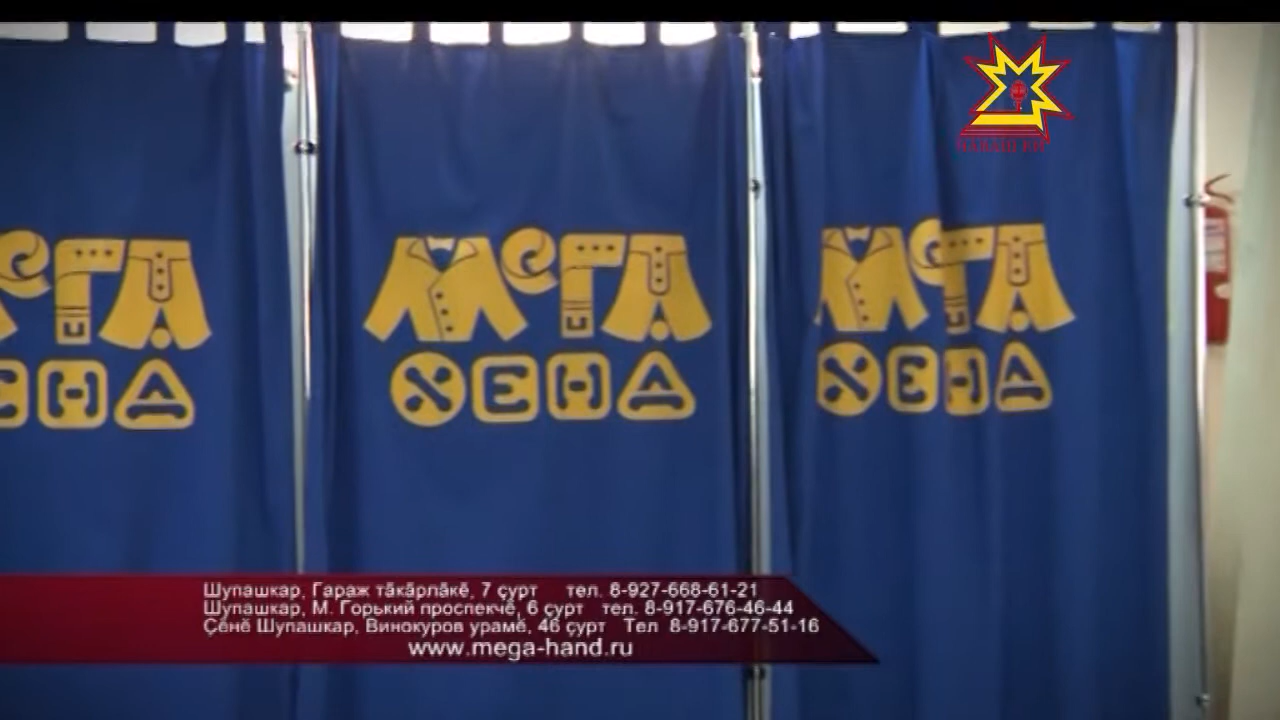 МЕГА
ХЕНД
МЕГА
ХЕНД
МЕГА
ХЕНД
Шупашкар, Гараж тӑкӑрлӑкӗ, 7 ҫурт тел. 8-927-668-61-21
Шупашкар, М. Горький проспекчӗ, 6 ҫурт тел. 8-917-676-46-44
Ҫӗнӗ Шупашкар, Винокуров урамӗ, 46 ҫурт Тел 8-917-677-51-16
www.mega-hand.ru